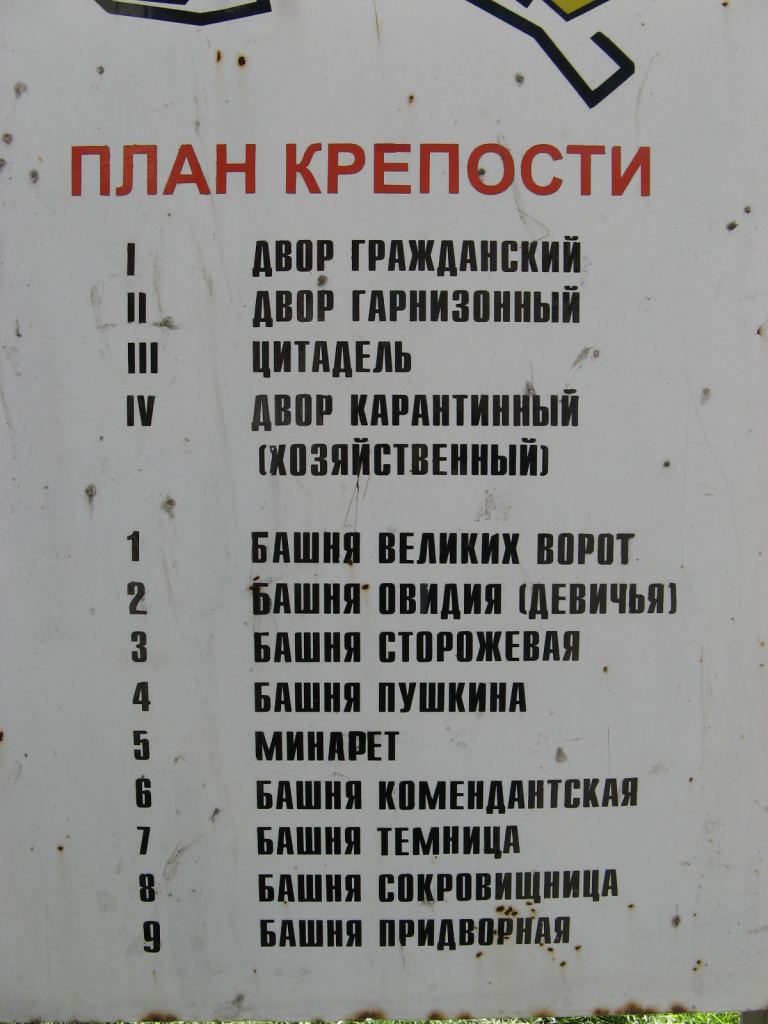 ПЛАН КРЕПОСТИ
I ДВОР ГРАЖДАНСКИЙ
II ДВОР ГАРНИЗОННЫЙ
III ЦИТАДЕЛЬ
IV ДВОР КАРАНТИННЫЙ
(ХОЗЯЙСТВЕННЫЙ)
1 БАШНЯ ВЕЛИКИХ ВОРОТ
2 БАШНЯ ОВИДИЯ (ДЕВИЧЬЯ)
3 БАШНЯ СТОРОЖЕВАЯ
4 БАШНЯ ПУШКИНА
5 МИНАРЕТ
6 БАШНЯ КОМЕНДАНТСКАЯ
7 БАШНЯ ТЕМНИЦА
8 БАШНЯ СОКРОВИЩНИЦА
9 БАШНЯ ПРИДВОРНАЯ